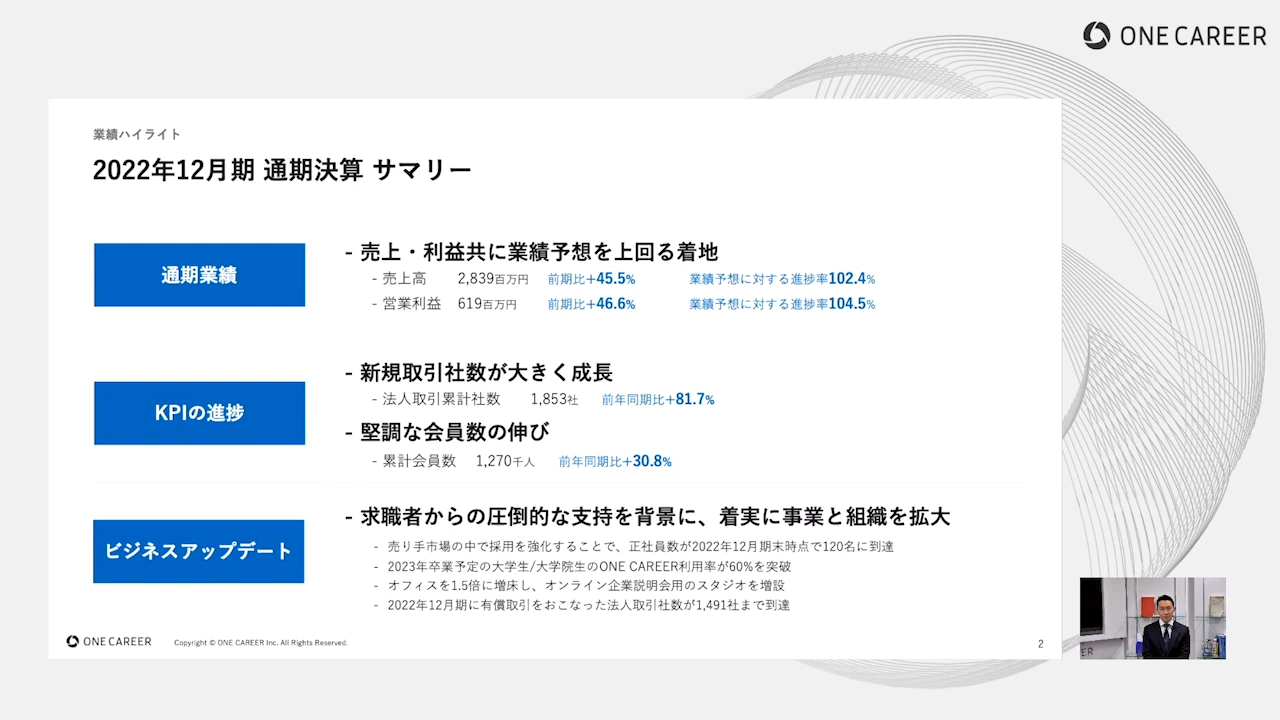 ONE CAREER
業績ハイライト
2022年12月期 通期決算 サマリー
通期業績
- 売上・利益共に業績予想を上回る着地
- 売上高 2,839百万円 前期比+45.5% 業績予想に対する進捗率102.4%
- 営業利益 619百万円 前期比+46.6% 業績予想に対する進捗率104.5%
KPIの進捗
- 新規取引社数が大きく成長
- 法人取引累計社数 1,853社 前年同期比+81.7%
- 堅調な会員数の伸び
- 累計会員数 1,270千人 前年同期比+30.8%
ビジネスアップデート
- 求職者からの圧倒的な支持を背景に、着実に事業と組織を拡大
- 売り手市場の中で採用を強化することで、正社員数が2022年12月期末時点で120名に到達
- 2023年卒業予定の大学生/大学院生のONE CAREER利用率が60%を突破
- オフィスを1.5倍に増床し、オンライン企業説明会用のスタジオを増設
- 2022年12月期に有償取引をおこなった法人取引社数が1,491社まで到達
ONE CAREER Copyright © ONE CAREER Inc. All Rights Reserved. 2
ER